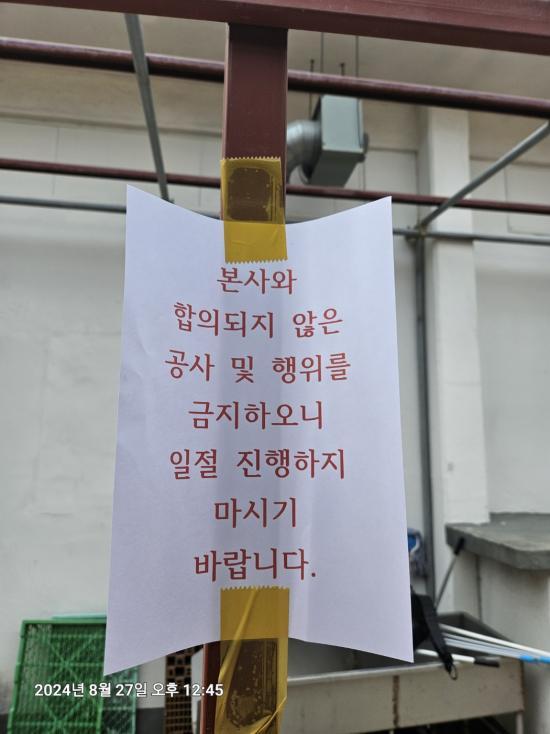 본사와
합의되지 않은
공사 및 행위를
금지하오니
일절 진행하지
마시기
바랍니다.
2024년 8월 27일 오후 12:45